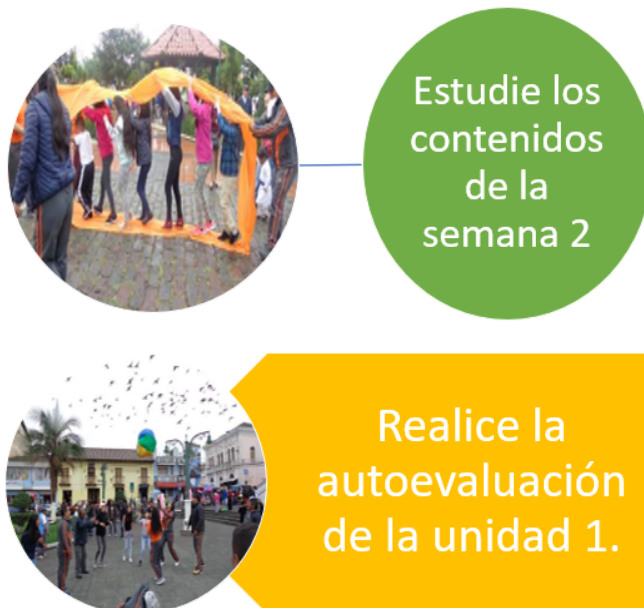 Estudie los
contenidos
de la
semana 2
Realice la
autoevaluación
de la unidad 1.